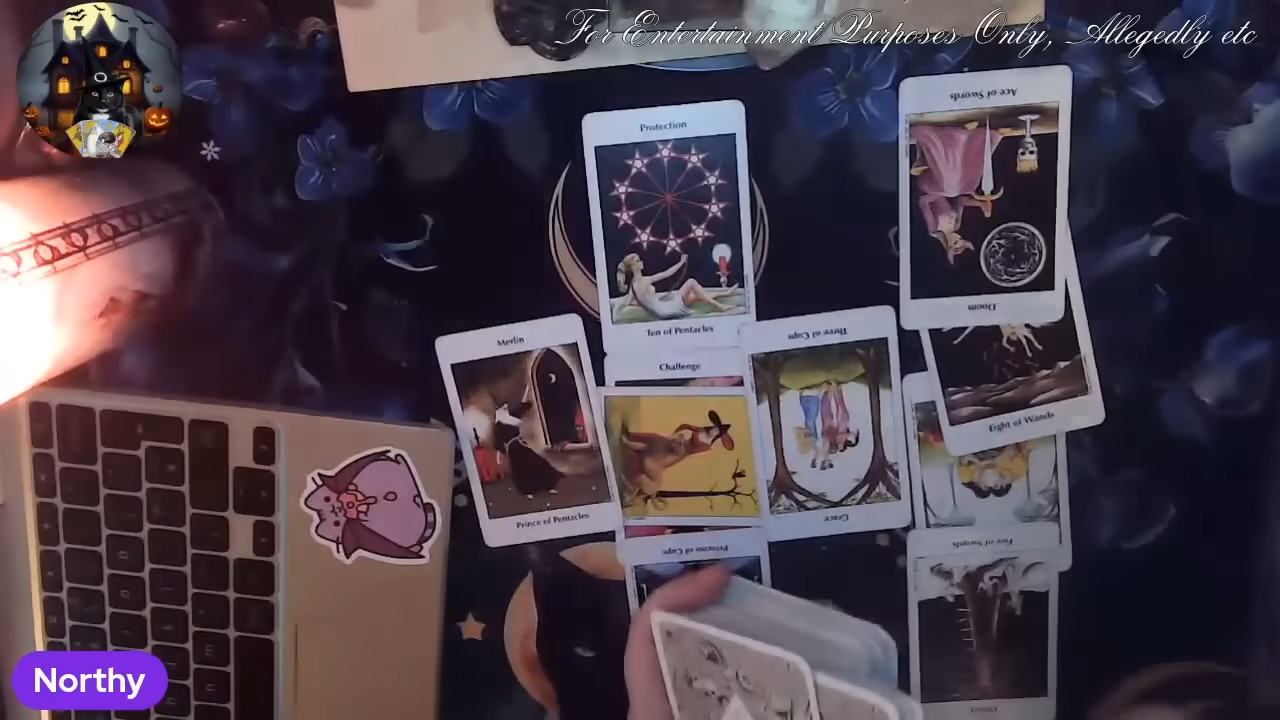 For Entertainment Purposes Only, Allegedly etc
Ace of Swords
Protection
Doom
Ten of Pentacles
Three of Cups
Merlin
Challenge
Eight of Wands
Prince of Pentacles
Grace
Five of Swords
Princess of Cups
Northy